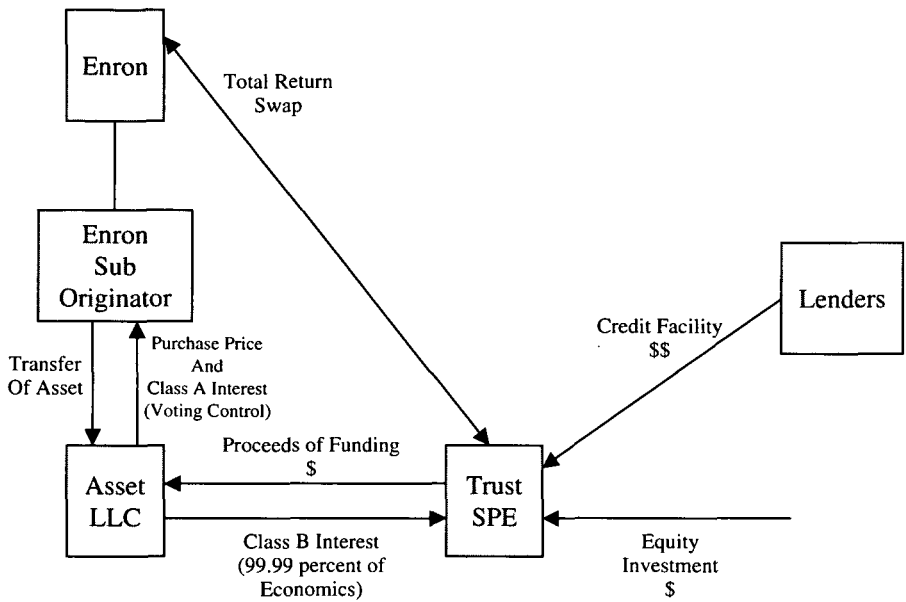 Enron
Total Return
Swap
Enron
Sub
Originator
Lenders
Credit Facility
$$
Transfer
Of Asset
Purchase Price
And
Class A Interest
(Voting Control)
Proceeds of Funding
$
Asset
LLC
Trust
SPE
Class B Interest
(99.99 percent of
Economics)
Equity
Investment
$